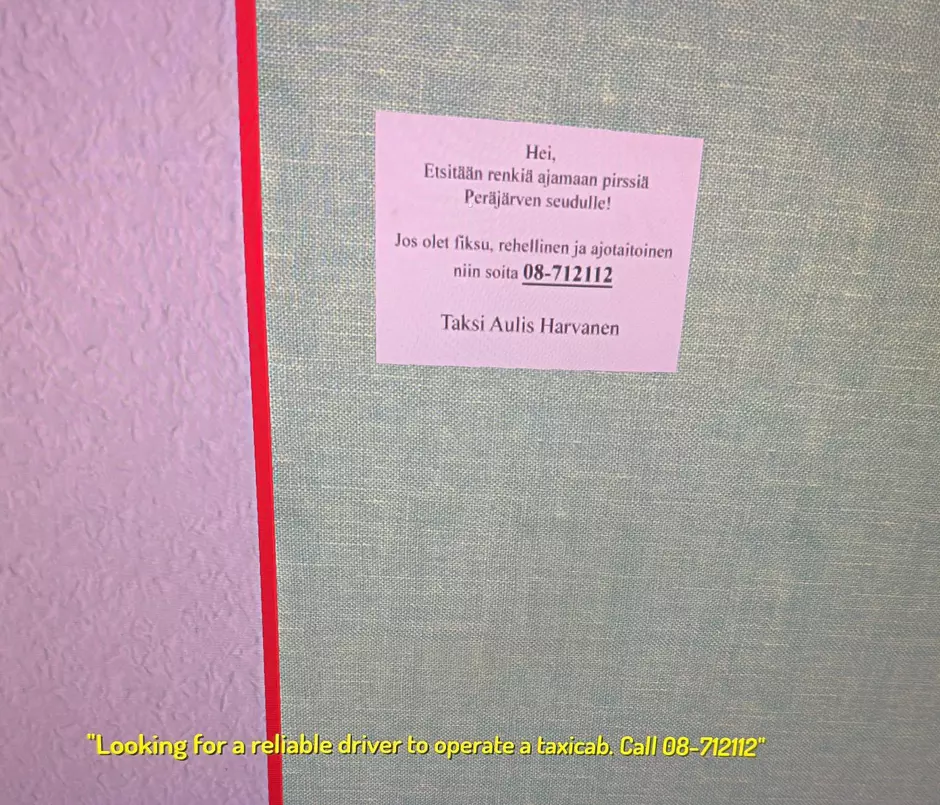 Hei,
Etsitään renkiä ajamaan pirssiä
Peräjärven seudulle!
Jos olet fiksu, rehellinen ja ajotaitoinen
niin soita 08-712112
Taksi Aulis Harvanen
"Looking for a reliable driver to operate a taxicab. Call 08-712112"